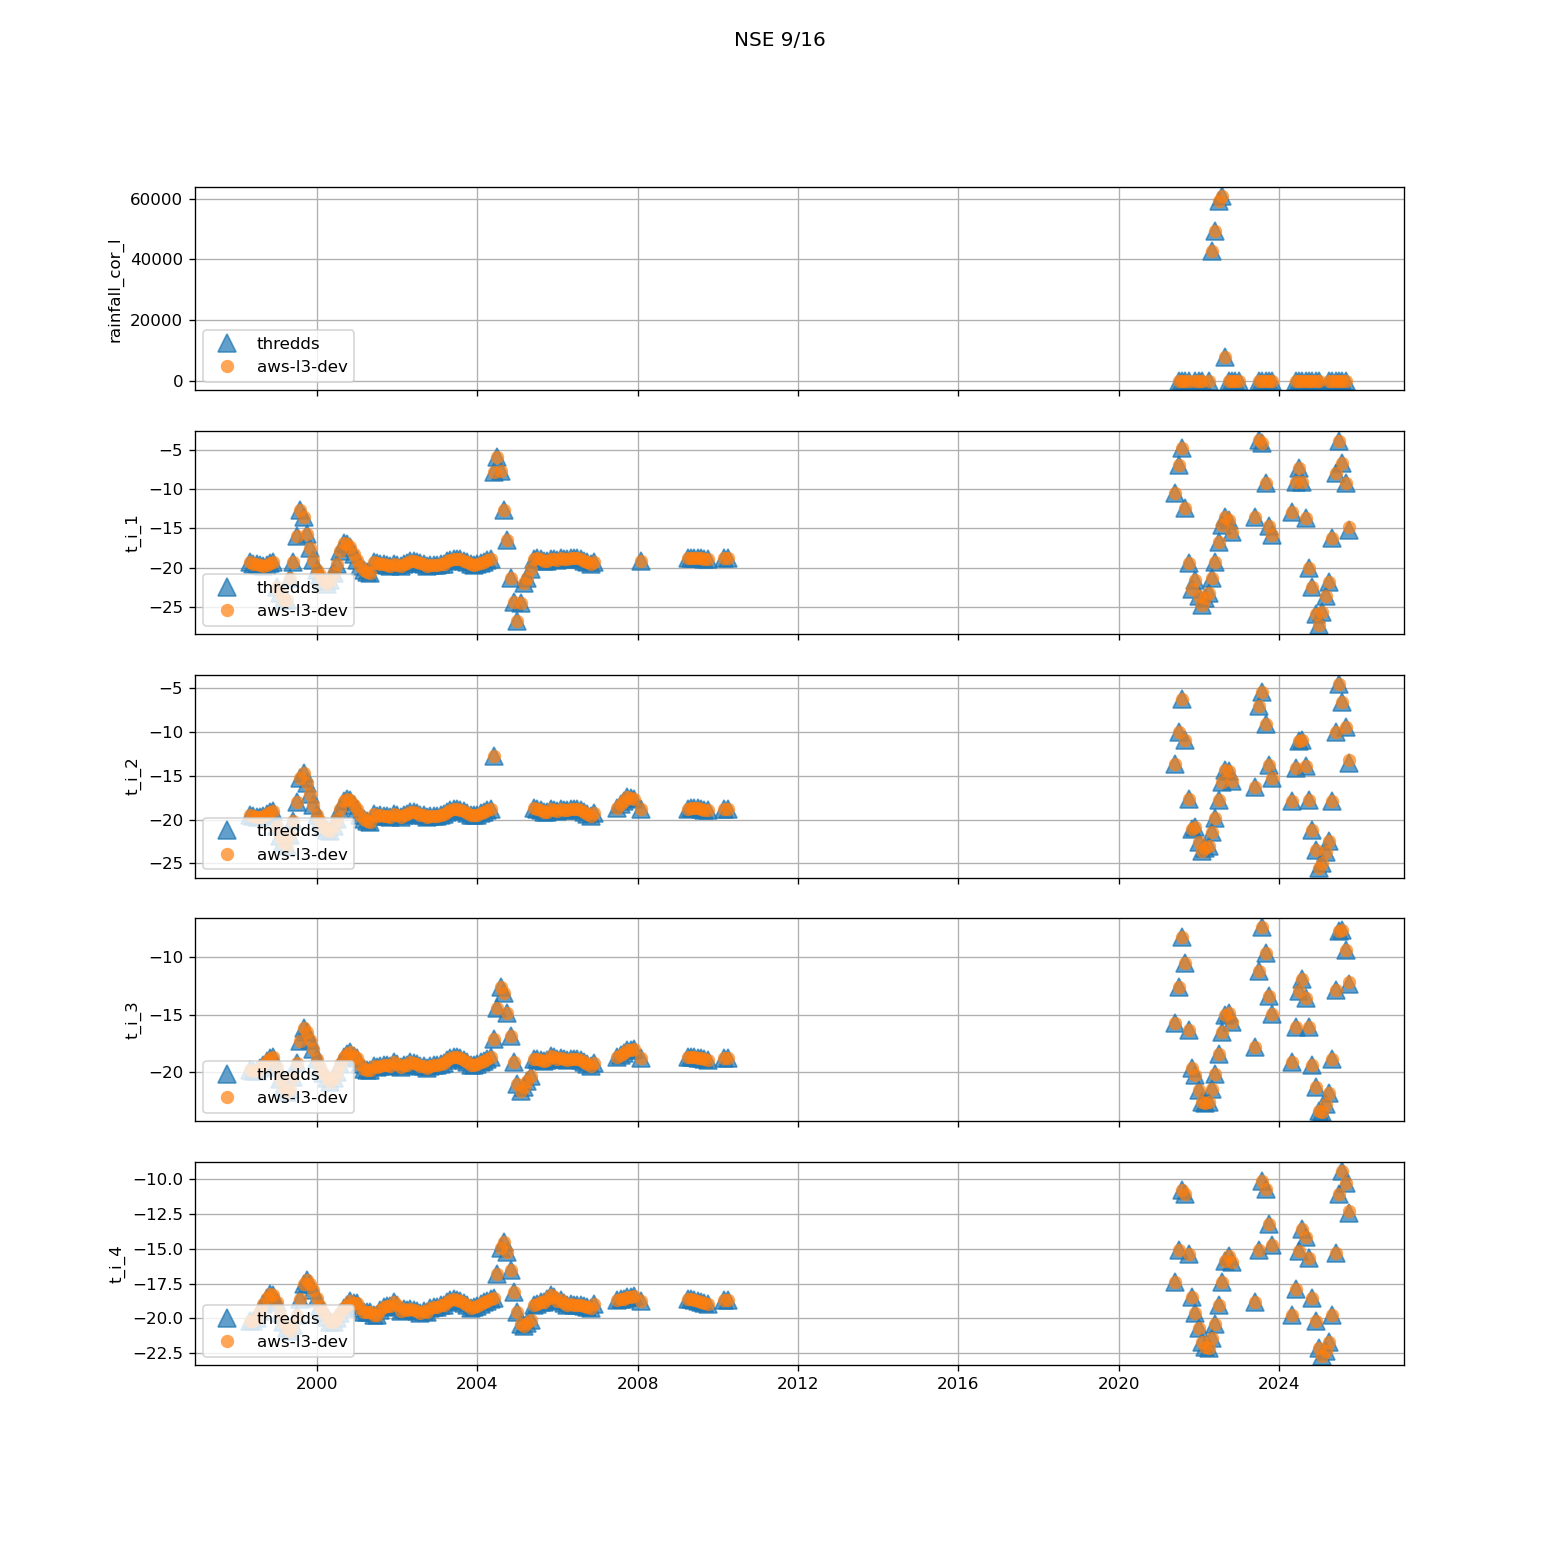 NSE 9/16
60000
40000
20000
0
rainfall_cor_l
thredds
aws-l3-dev
−5
−10
−15
−20
−25
t_i_1
thredds
aws-l3-dev
−5
−10
−15
−20
−25
t_i_2
thredds
aws-l3-dev
−10
−15
−20
t_i_3
thredds
aws-l3-dev
−10.0
−12.5
−15.0
−17.5
−20.0
−22.5
t_i_4
thredds
aws-l3-dev
2000 2004 2008 2012 2016 2020 2024